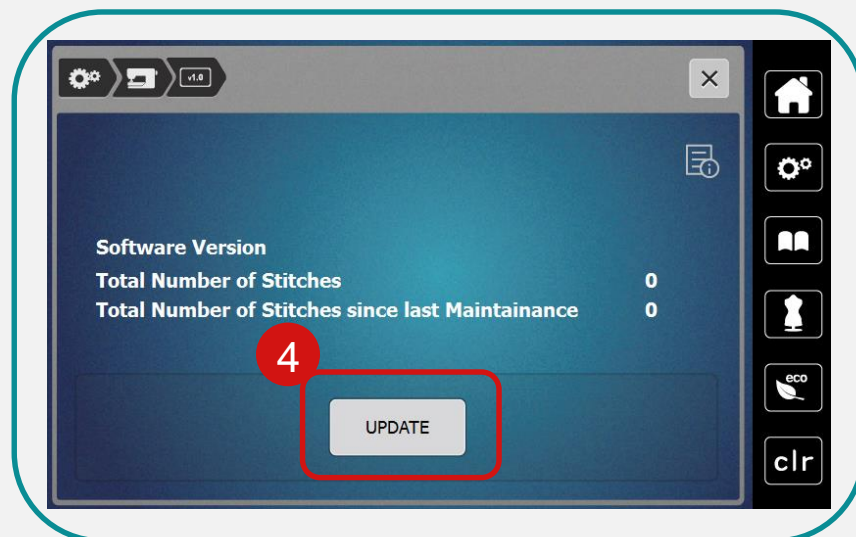 v1.0
Software Version
Total Number of Stitches 0
Total Number of Stitches since last Maintainance 0
4
UPDATE
eco
clr